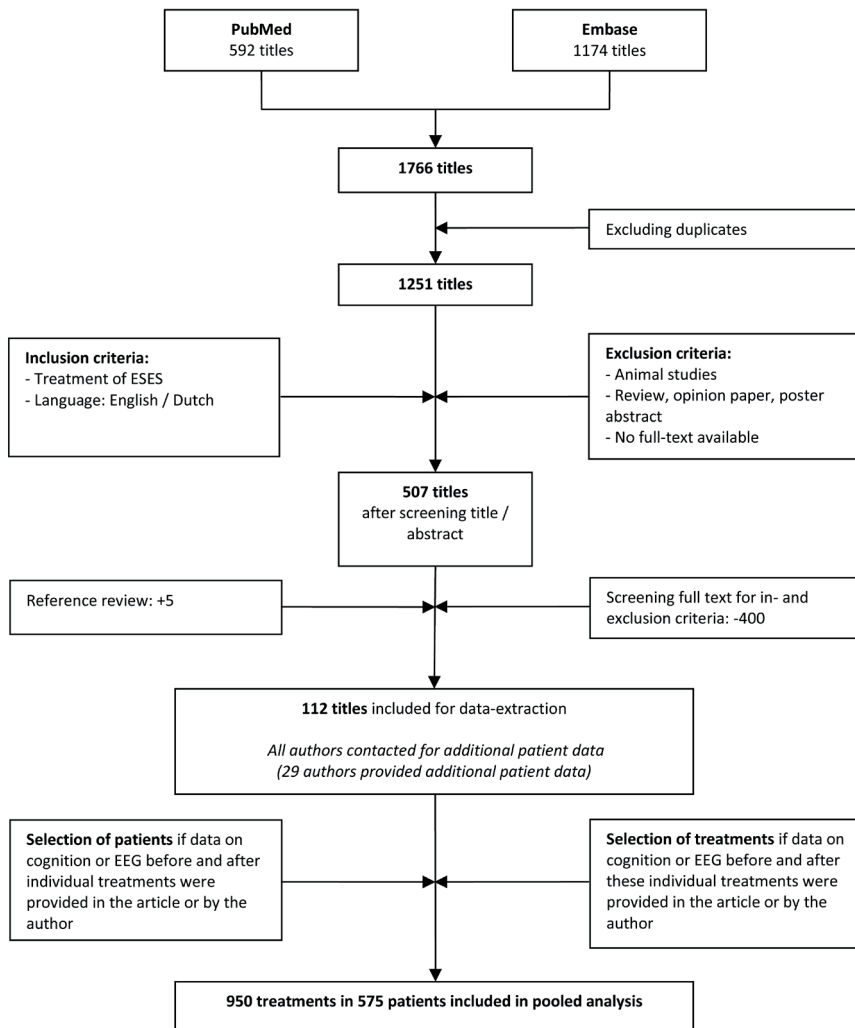 PubMed
592 titles
Embase
1174 titles
1766 titles
Excluding duplicates
1251 titles
Inclusion criteria:
- Treatment of ESES
- Language: English / Dutch
Exclusion criteria:
- Animal studies
- Review, opinion paper, poster
abstract
- No full-text available
507 titles
after screening title /
abstract
Reference review: +5
Screening full text for in- and
exclusion criteria: -400
112 titles included for data-extraction
All authors contacted for additional patient data
(29 authors provided additional patient data)
Selection of patients if data on
cognition or EEG before and after
individual treatments were
provided in the article or by the
author
Selection of treatments if data on
cognition or EEG before and after
these individual treatments were
provided in the article or by the
author
950 treatments in 575 patients included in pooled analysis